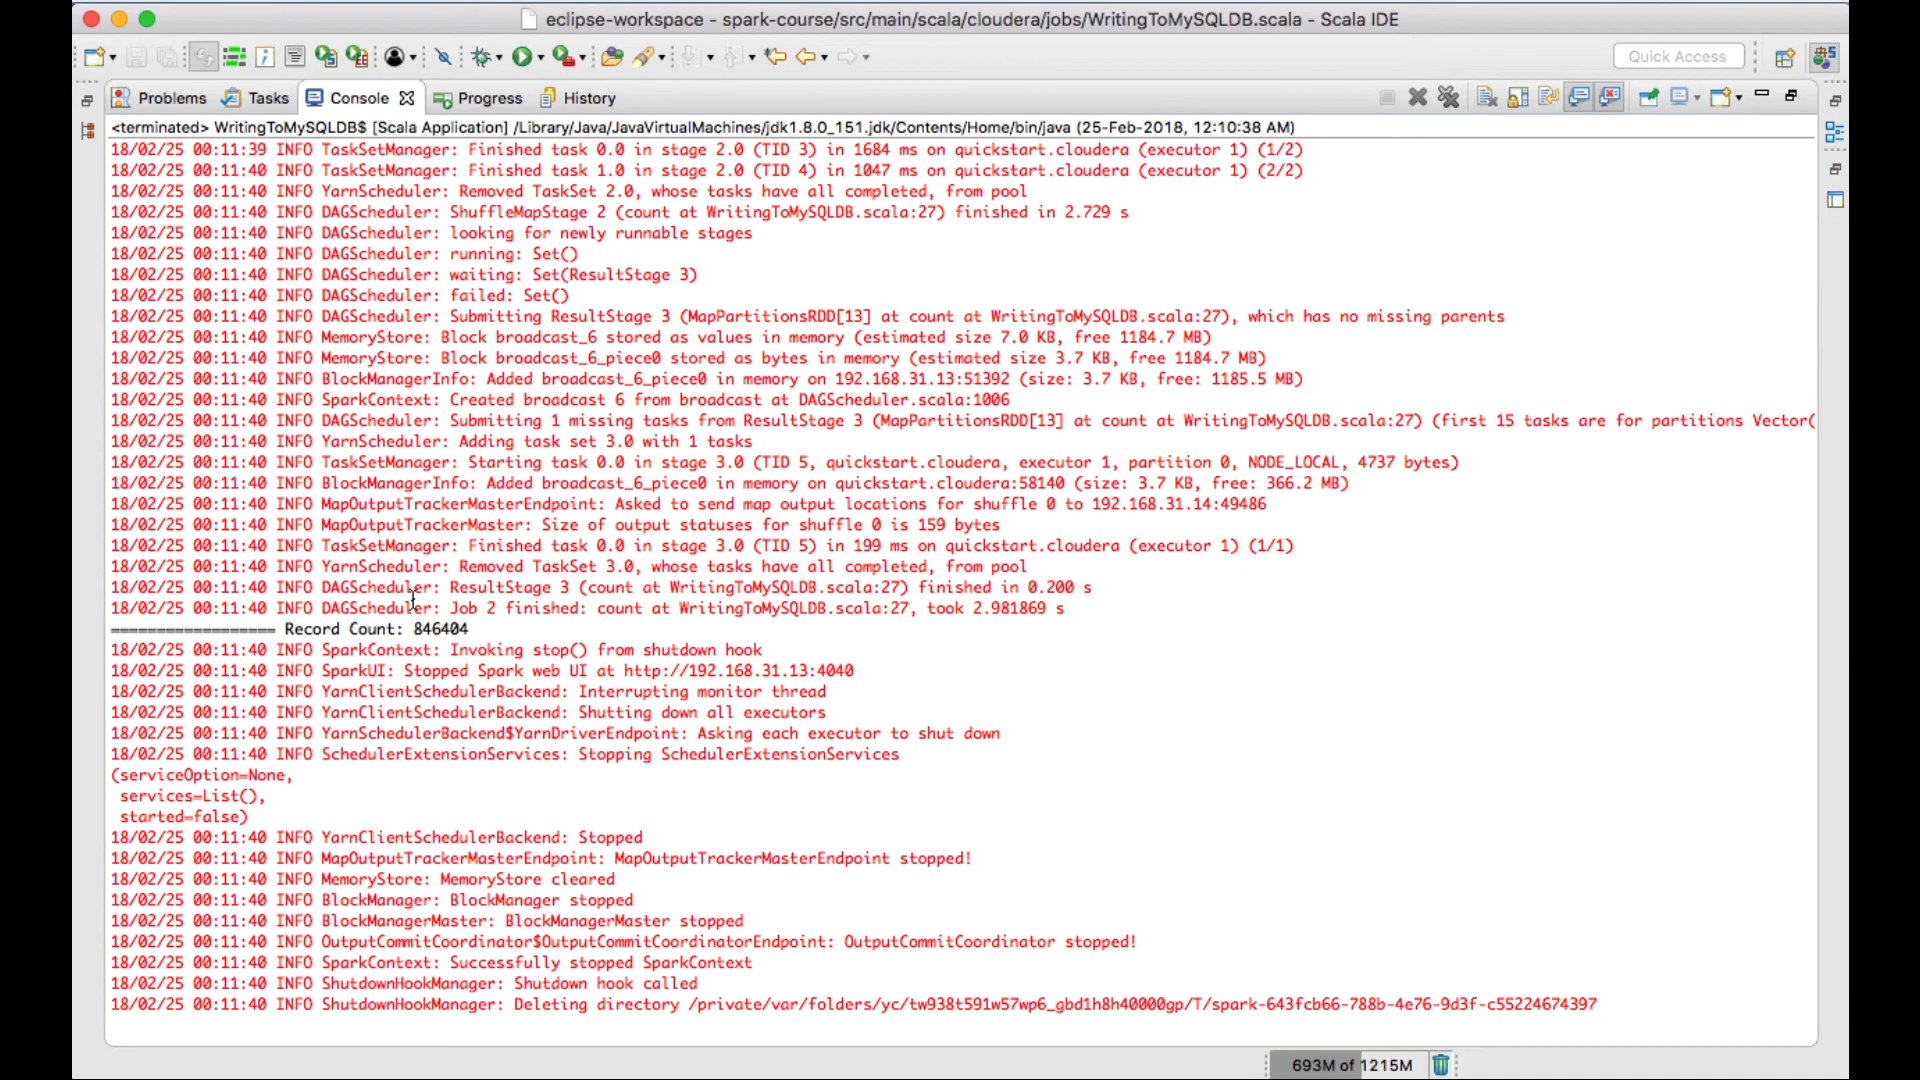 eclipse-workspace - spark-course/src/main/scala/cloudera/jobs/WritingToMySQLDB.scala - Scala IDE
Quick Access
Problems Tasks Console Progress History
<terminated> WritingToMySQLDB$ [Scala Application] /Library/Java/JavaVirtualMachines/jdk1.8.0_151.jdk/Contents/Home/bin/java (25-Feb-2018, 12:10:38 AM)
18/02/25 00:11:39 INFO TaskSetManager: Finished task 0.0 in stage 2.0 (TID 3) in 1684 ms on quickstart.cloudera (executor 1) (1/2)
18/02/25 00:11:40 INFO TaskSetManager: Finished task 1.0 in stage 2.0 (TID 4) in 1047 ms on quickstart.cloudera (executor 1) (2/2)
18/02/25 00:11:40 INFO YarnScheduler: Removed TaskSet 2.0, whose tasks have all completed, from pool
18/02/25 00:11:40 INFO DAGScheduler: ShuffleMapStage 2 (count at WritingToMySQLDB.scala:27) finished in 2.729 s
18/02/25 00:11:40 INFO DAGScheduler: looking for newly runnable stages
18/02/25 00:11:40 INFO DAGScheduler: running: Set()
18/02/25 00:11:40 INFO DAGScheduler: waiting: Set(ResultStage 3)
18/02/25 00:11:40 INFO DAGScheduler: failed: Set()
18/02/25 00:11:40 INFO DAGScheduler: Submitting ResultStage 3 (MapPartitionsRDD[13] at count at WritingToMySQLDB.scala:27), which has no missing parents
18/02/25 00:11:40 INFO MemoryStore: Block broadcast_6 stored as values in memory (estimated size 7.0 KB, free 1184.7 MB)
18/02/25 00:11:40 INFO MemoryStore: Block broadcast_6_piece0 stored as bytes in memory (estimated size 3.7 KB, free 1184.7 MB)
18/02/25 00:11:40 INFO BlockManagerInfo: Added broadcast_6_piece0 in memory on 192.168.31.13:51392 (size: 3.7 KB, free: 1185.5 MB)
18/02/25 00:11:40 INFO SparkContext: Created broadcast 6 from broadcast at DAGScheduler.scala:1006
18/02/25 00:11:40 INFO DAGScheduler: Submitting 1 missing tasks from ResultStage 3 (MapPartitionsRDD[13] at count at WritingToMySQLDB.scala:27) (first 15 tasks are for partitions Vector(
18/02/25 00:11:40 INFO YarnScheduler: Adding task set 3.0 with 1 tasks
18/02/25 00:11:40 INFO TaskSetManager: Starting task 0.0 in stage 3.0 (TID 5, quickstart.cloudera, executor 1, partition 0, NODE_LOCAL, 4737 bytes)
18/02/25 00:11:40 INFO BlockManagerInfo: Added broadcast_6_piece0 in memory on quickstart.cloudera:58140 (size: 3.7 KB, free: 366.2 MB)
18/02/25 00:11:40 INFO MapOutputTrackerMasterEndpoint: Asked to send map output locations for shuffle 0 to 192.168.31.14:49486
18/02/25 00:11:40 INFO MapOutputTrackerMaster: Size of output statuses for shuffle 0 is 159 bytes
18/02/25 00:11:40 INFO TaskSetManager: Finished task 0.0 in stage 3.0 (TID 5) in 199 ms on quickstart.cloudera (executor 1) (1/1)
18/02/25 00:11:40 INFO YarnScheduler: Removed TaskSet 3.0, whose tasks have all completed, from pool
18/02/25 00:11:40 INFO DAGScheduler: ResultStage 3 (count at WritingToMySQLDB.scala:27) finished in 0.200 s
18/02/25 00:11:40 INFO DAGScheduler: Job 2 finished: count at WritingToMySQLDB.scala:27, took 2.981869 s
================== Record Count: 846404
18/02/25 00:11:40 INFO SparkContext: Invoking stop() from shutdown hook
18/02/25 00:11:40 INFO SparkUI: Stopped Spark web UI at http://192.168.31.13:4040
18/02/25 00:11:40 INFO YarnClientSchedulerBackend: Interrupting monitor thread
18/02/25 00:11:40 INFO YarnClientSchedulerBackend: Shutting down all executors
18/02/25 00:11:40 INFO YarnSchedulerBackend$YarnDriverEndpoint: Asking each executor to shut down
18/02/25 00:11:40 INFO SchedulerExtensionServices: Stopping SchedulerExtensionServices
(serviceOption=None,
 services=List(),
 started=false)
18/02/25 00:11:40 INFO YarnClientSchedulerBackend: Stopped
18/02/25 00:11:40 INFO MapOutputTrackerMasterEndpoint: MapOutputTrackerMasterEndpoint stopped!
18/02/25 00:11:40 INFO MemoryStore: MemoryStore cleared
18/02/25 00:11:40 INFO BlockManager: BlockManager stopped
18/02/25 00:11:40 INFO BlockManagerMaster: BlockManagerMaster stopped
18/02/25 00:11:40 INFO OutputCommitCoordinator$OutputCommitCoordinatorEndpoint: OutputCommitCoordinator stopped!
18/02/25 00:11:40 INFO SparkContext: Successfully stopped SparkContext
18/02/25 00:11:40 INFO ShutdownHookManager: Shutdown hook called
18/02/25 00:11:40 INFO ShutdownHookManager: Deleting directory /private/var/folders/yc/tw938t591w57wp6_gbd1h8h40000gp/T/spark-643fcb66-788b-4e76-9d3f-c55224674397
693M of 1215M